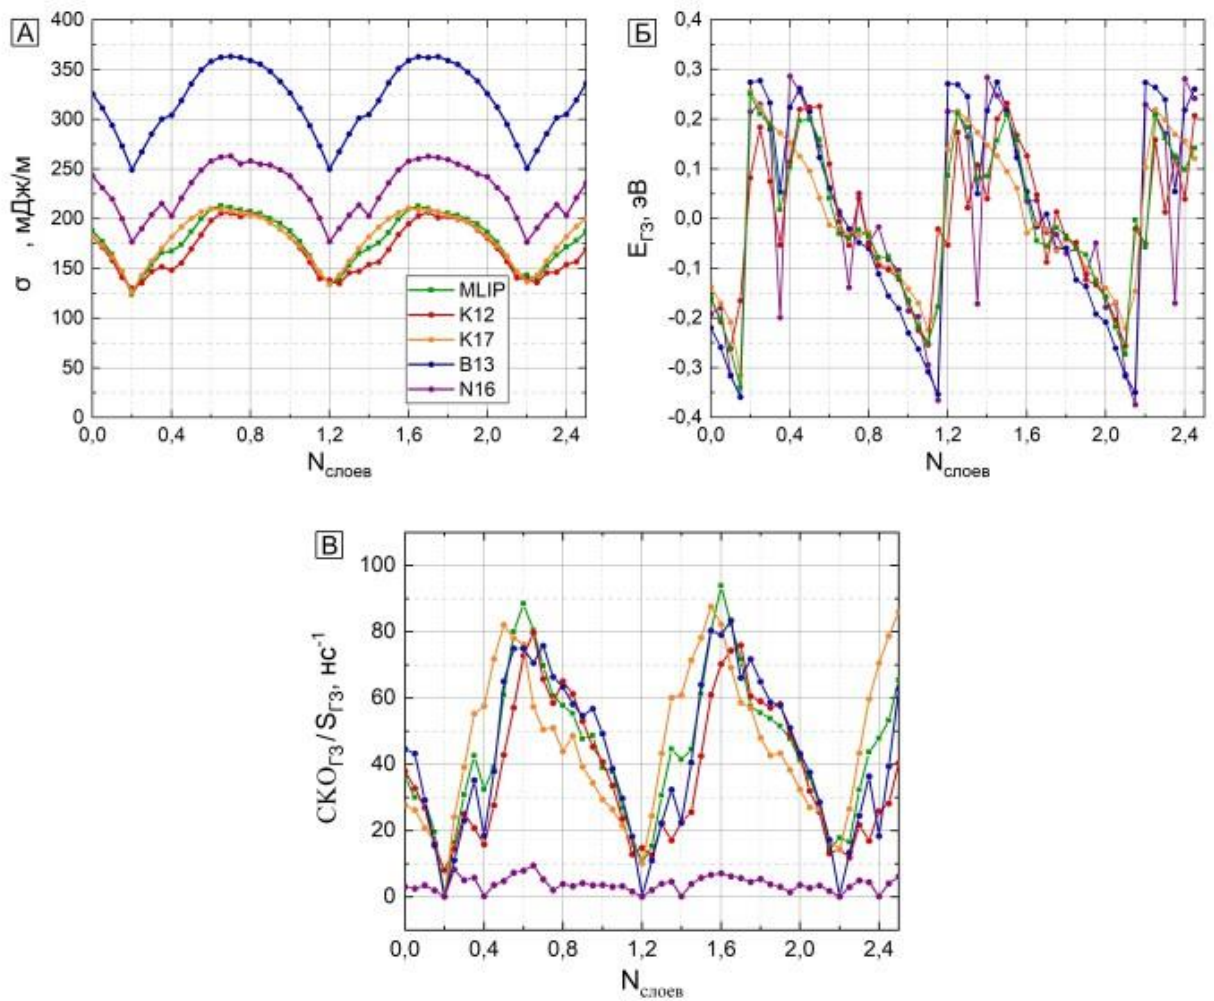 А
σ , мДж/м
400
350
300
250
200
150
100
50
0
0,0 0,4 0,8 1,2 1,6 2,0 2,4
Nслоев
MLIP
K12
K17
B13
N16
Б
EГЗ, эВ
0,4
0,3
0,2
0,1
0,0
-0,1
-0,2
-0,3
-0,4
0,0 0,4 0,8 1,2 1,6 2,0 2,4
Nслоев
В
СКОГЗ/SГЗ, нс-1
100
80
60
40
20
0
0,0 0,4 0,8 1,2 1,6 2,0 2,4
Nслоев